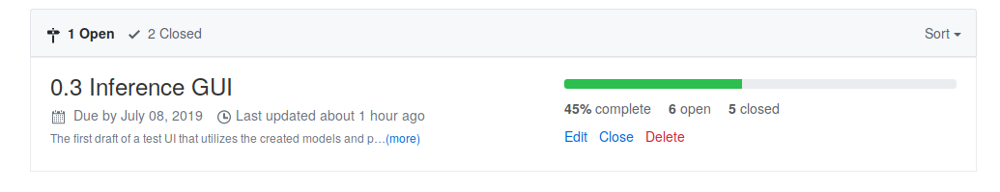 1 Open 2 Closed Sort
0.3 Inference GUI
Due by July 08, 2019 Last updated about 1 hour ago
The first draft of a test UI that utilizes the created models and p…(more)
45% complete 6 open 5 closed
Edit Close Delete